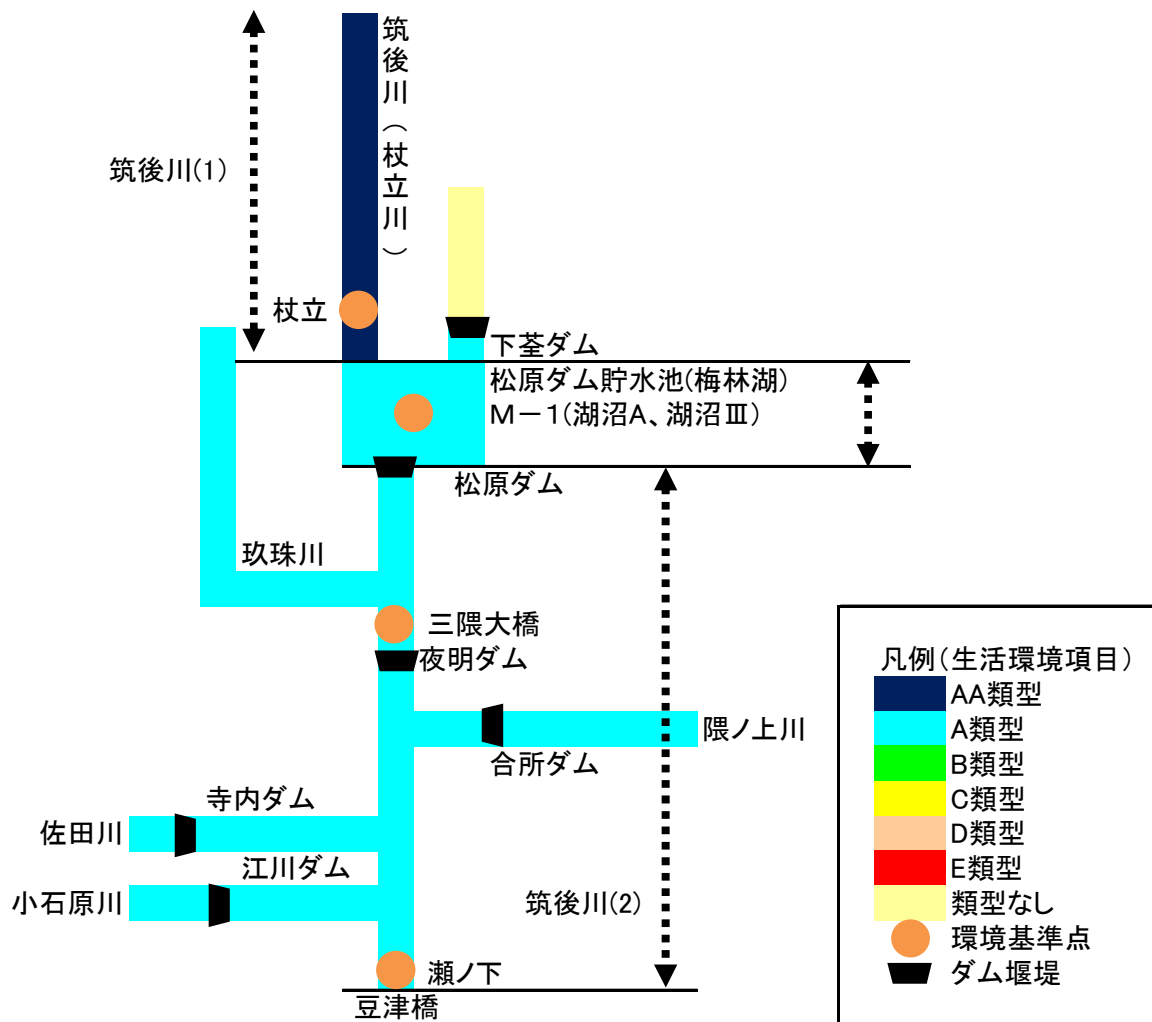 筑後川（杖立川）
筑後川(1)
杖立
下荃ダム
松原ダム貯水池(梅林湖)
M－1(湖沼A、湖沼Ⅲ)
松原ダム
玖珠川
三隈大橋
夜明ダム
隈ノ上川
合所ダム
寺内ダム
佐田川
江川ダム
小石原川
筑後川(2)
瀬ノ下
豆津橋
凡例(生活環境項目)
AA類型
A類型
B類型
C類型
D類型
E類型
類型なし
環境基準点
ダム堰堤